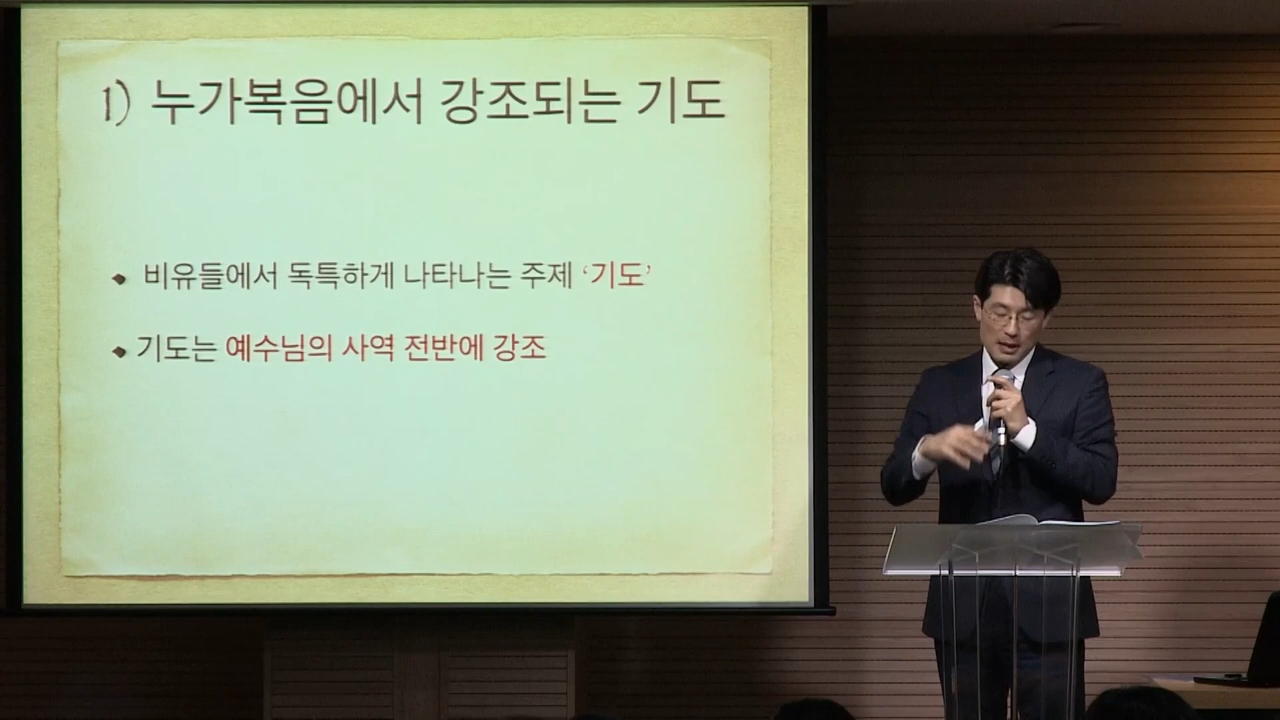 1) 누가복음에서 강조되는 기도
비유들에서 독특하게 나타나는 주제 ‘기도’
기도는 예수님의 사역 전반에 강조